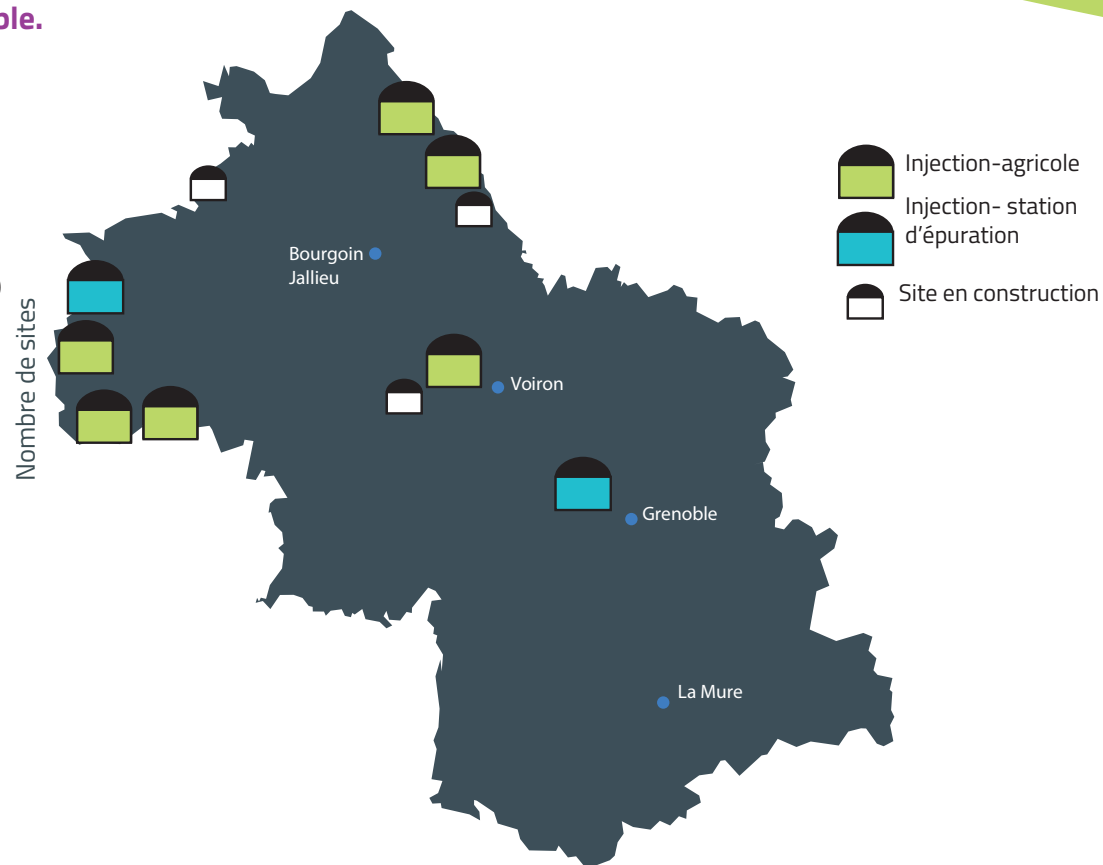 ble.
Injection-agricole
Injection- station
d'épuration
Site en construction
Bourgoin
Jallieu
Nombre de sites
Voiron
Grenoble
La Mure